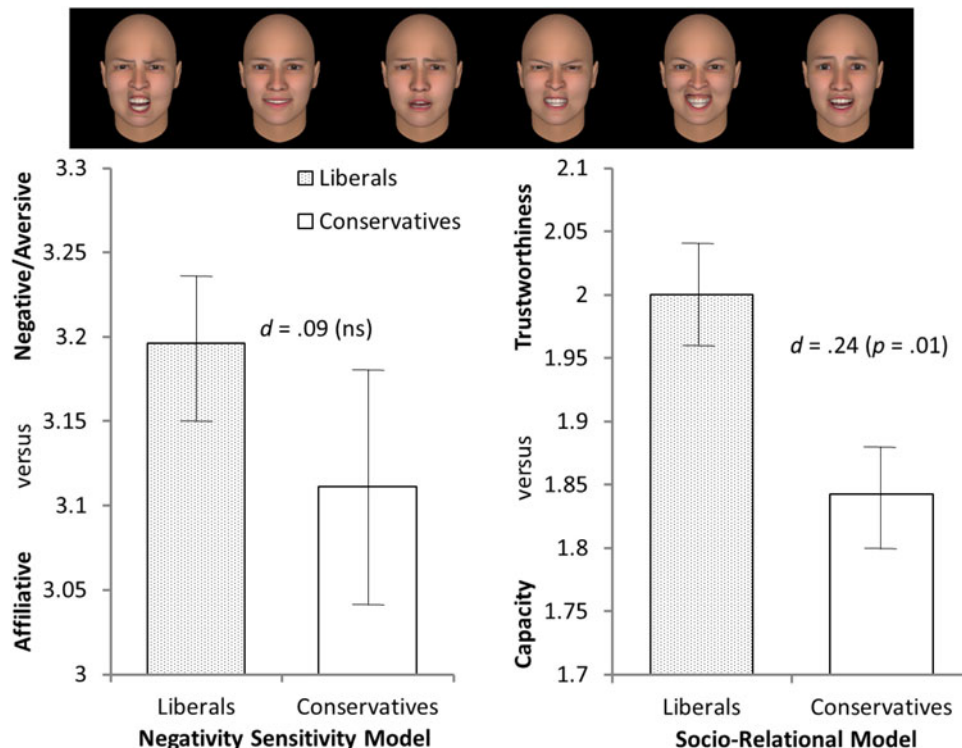 Negative/Aversive
versus
Affiliative
3.3
3.25
3.2
3.15
3.1
3.05
3
Liberals
Conservatives
d = .09 (ns)
Liberals
Conservatives
Negativity Sensitivity Model
Trustworthiness
versus
Capacity
2.1
2.05
2
1.95
1.9
1.85
1.8
1.75
1.7
d = .24 (p = .01)
Liberals
Conservatives
Socio-Relational Model